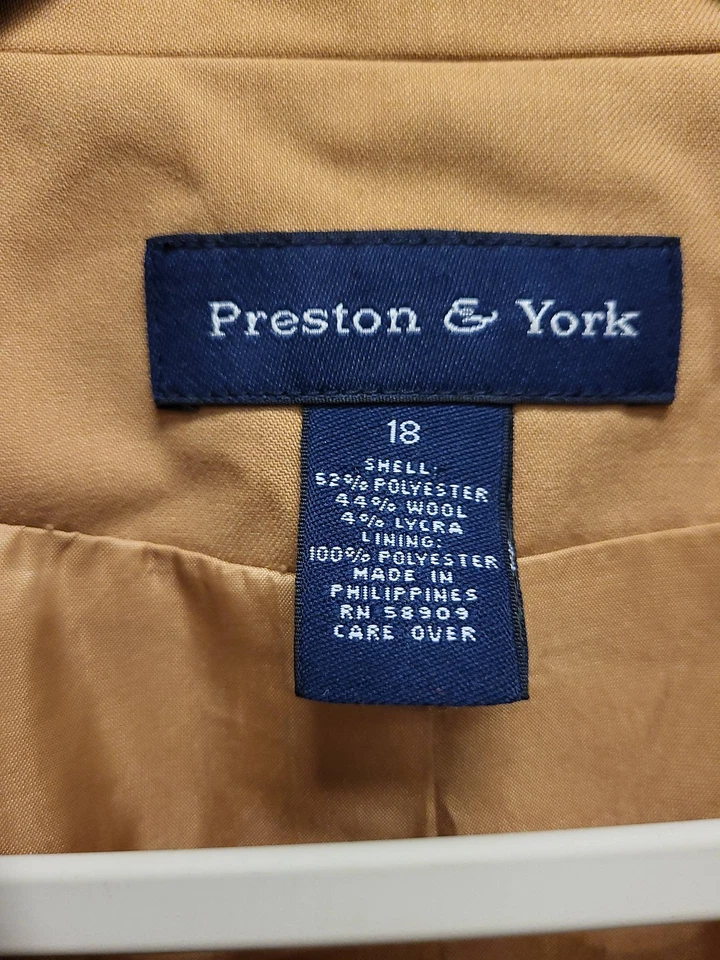 Preston & York
18
SHELL:
52% POLYESTER
44% WOOL
4% LYCRA
LINING:
100% POLYESTER
MADE IN
PHILIPPINES
RN 58909
CARE OVER